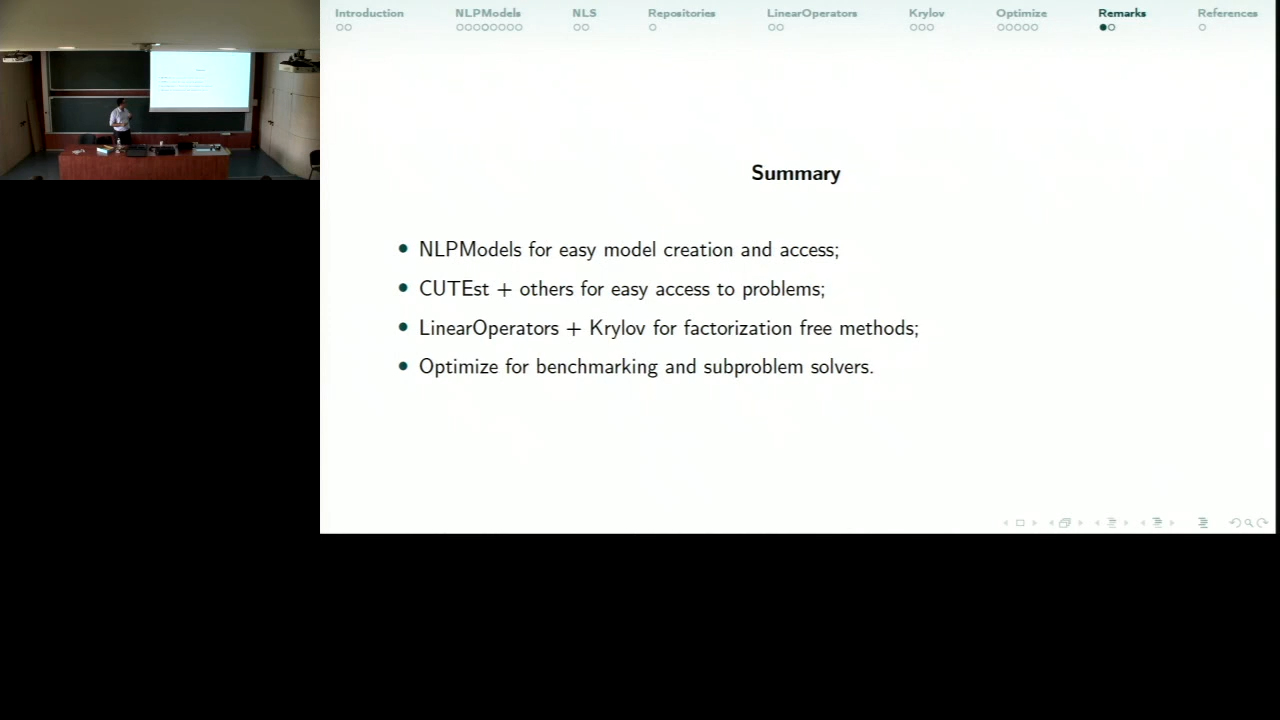 Introduction NLPModels NLS Repositories LinearOperators Krylov Optimize Remarks References
Summary
• NLPModels for easy model creation and access;
• CUTEst + others for easy access to problems;
• LinearOperators + Krylov for factorization free methods;
• Optimize for benchmarking and subproblem solvers.